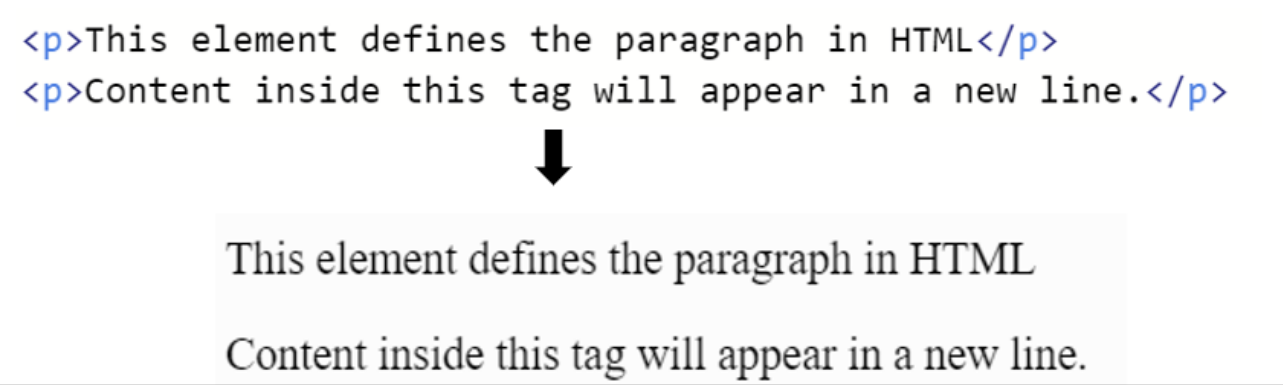 <p>This element defines the paragraph in HTML</p>
<p>Content inside this tag will appear in a new line.</p>
This element defines the paragraph in HTML
Content inside this tag will appear in a new line.